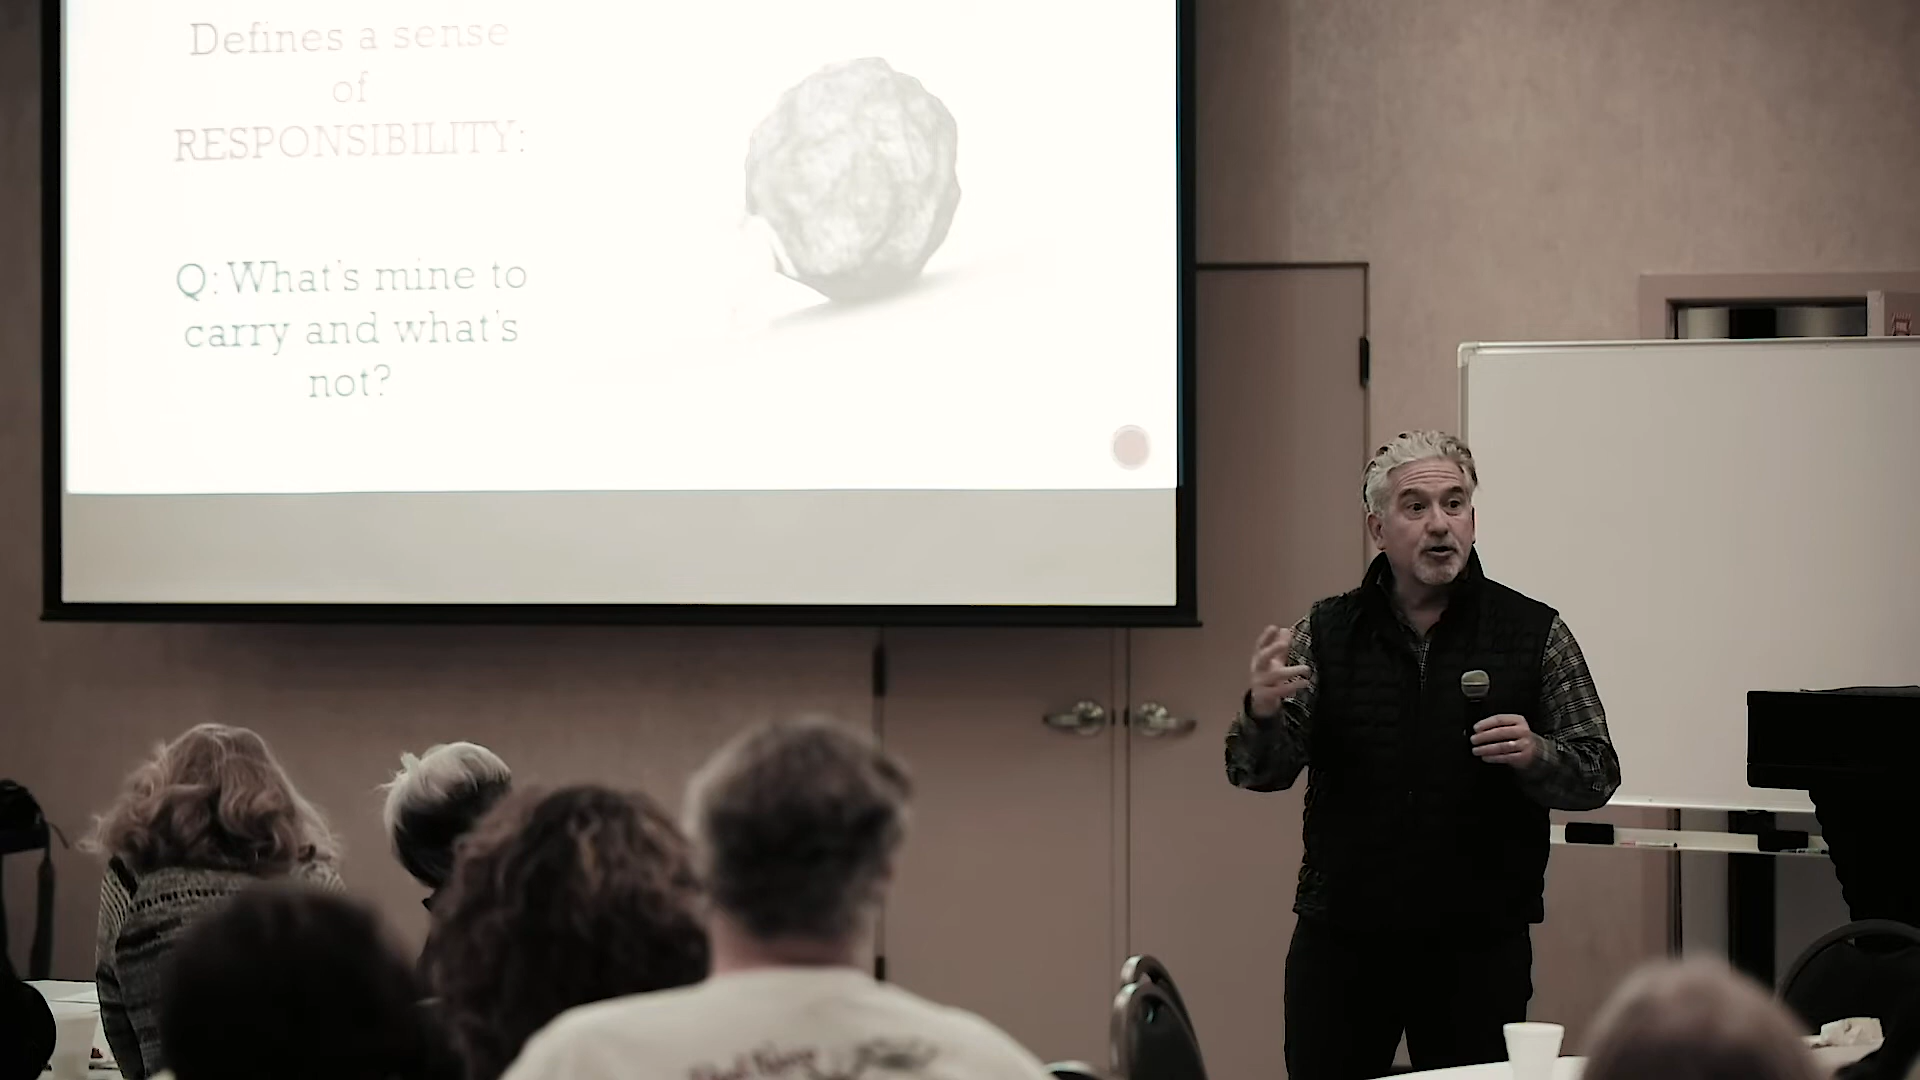 Defines a sense
of
RESPONSIBILITY:
Q: What's mine to
carry and what's
not?